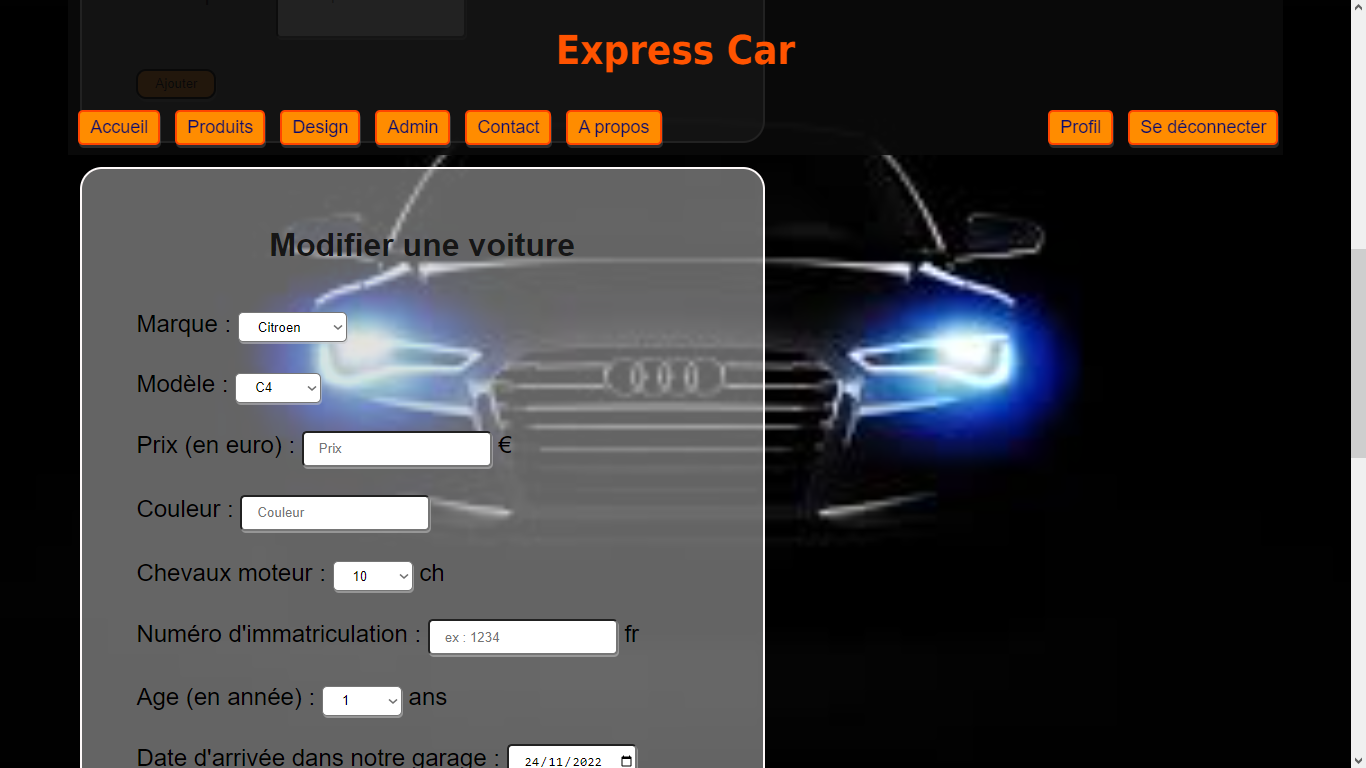 Express Car
Ajouter
Accueil Produits Design Admin Contact A propos Profil Se déconnecter
Modifier une voiture
Marque : Citroen
Modèle : C4
Prix (en euro) : Prix €
Couleur : Couleur
Chevaux moteur : 10 ch
Numéro d'immatriculation : ex : 1234 fr
Age (en année) : 1 ans
Date d'arrivée dans notre garage : 24/11/2022